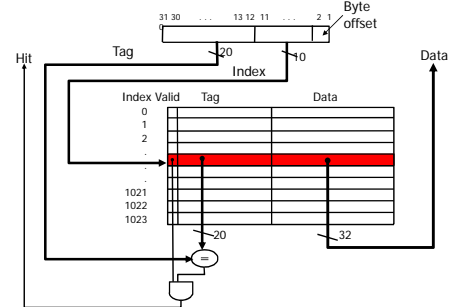 Byte
offset
31 30 . . . 13 12 11 . . . 2 1
0
Hit
Tag
20
10
Data
Index
Index Valid Tag Data
0
1
2
.
.
.
1021
1022
1023
20
32
=